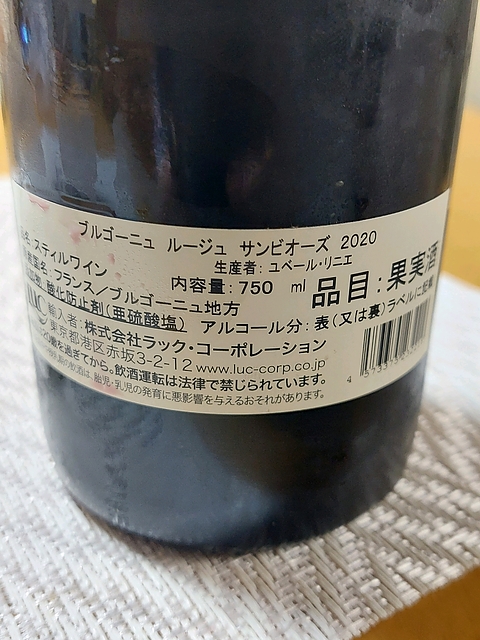 ブルゴーニュ ルージュ サンビオーズ 2020
生産者：ユベール・リニエ
スティルワイン
内容量：750 ml
品目：果実酒
フランス／ブルゴーニュ地方
酸化防止剤（亜硫酸塩）
アルコール分：表（又は裏）ラベルに記載
輸入者：株式会社ラック・コーポレーション
東京都港区赤坂3-2-12 www.luc-corp.co.jp
を過ぎてから。飲酒運転は法律で禁じられています。
胎児・乳児の発育に悪影響を与えるおそれがあります。
4